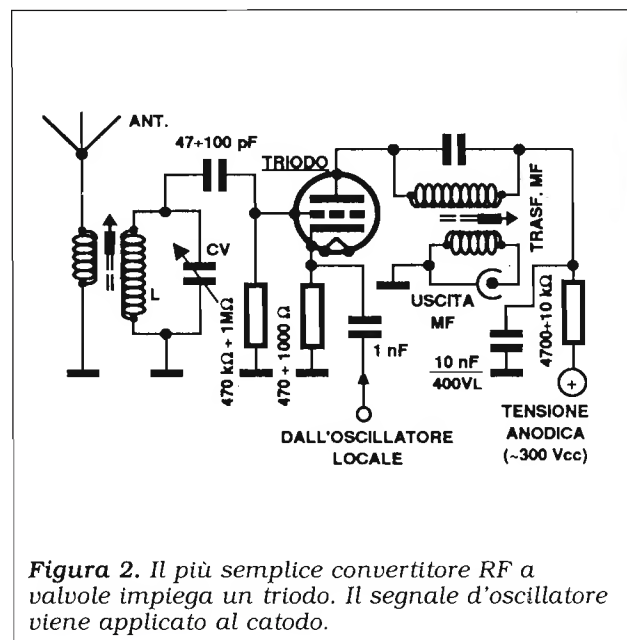 ANT.
47÷100 pF
TRIODO
CV
L
470 kΩ ÷ 1MΩ
470 ÷ 1000 Ω
1 nF
DALL'OSCILLATORE
LOCALE
TRASF. MF
USCITA
MF
10 nF
400VL
4700÷10 kΩ
+
TENSIONE
ANODICA
(~300 Vcc)
Figura 2. Il più semplice convertitore RF a
valvole impiega un triodo. Il segnale d'oscillatore
viene applicato al catodo.